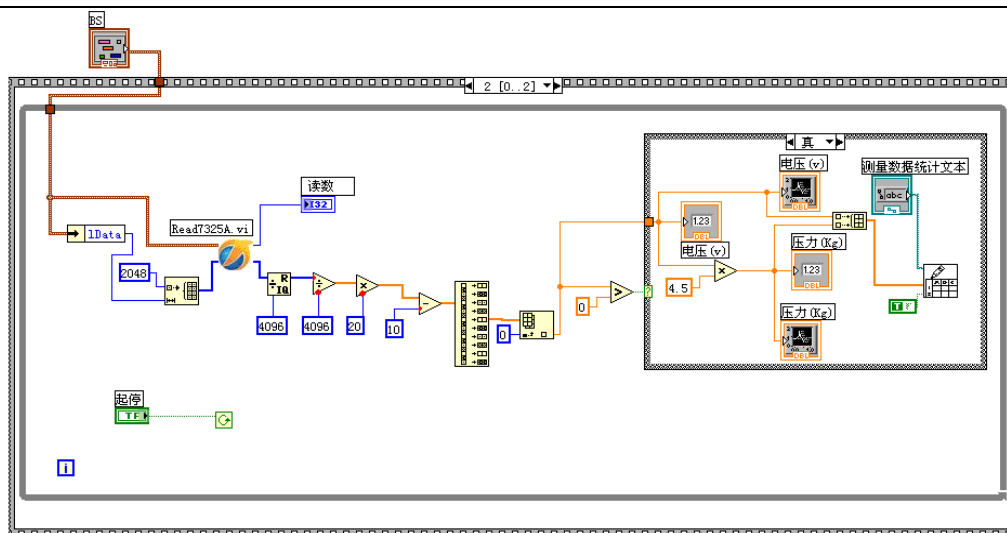 BS
2 [0..2]
真
电压(v)
测量数据统计文本
abc
DBL
读数
I32
Read7325A.vi
1.23
DBL
压力(Kg)
lData
电压(v)
1.23
DBL
2048
R
IQ
4.5
0
T F
4096
4096
20
10
0
压力(Kg)
DBL
起停
TF
i